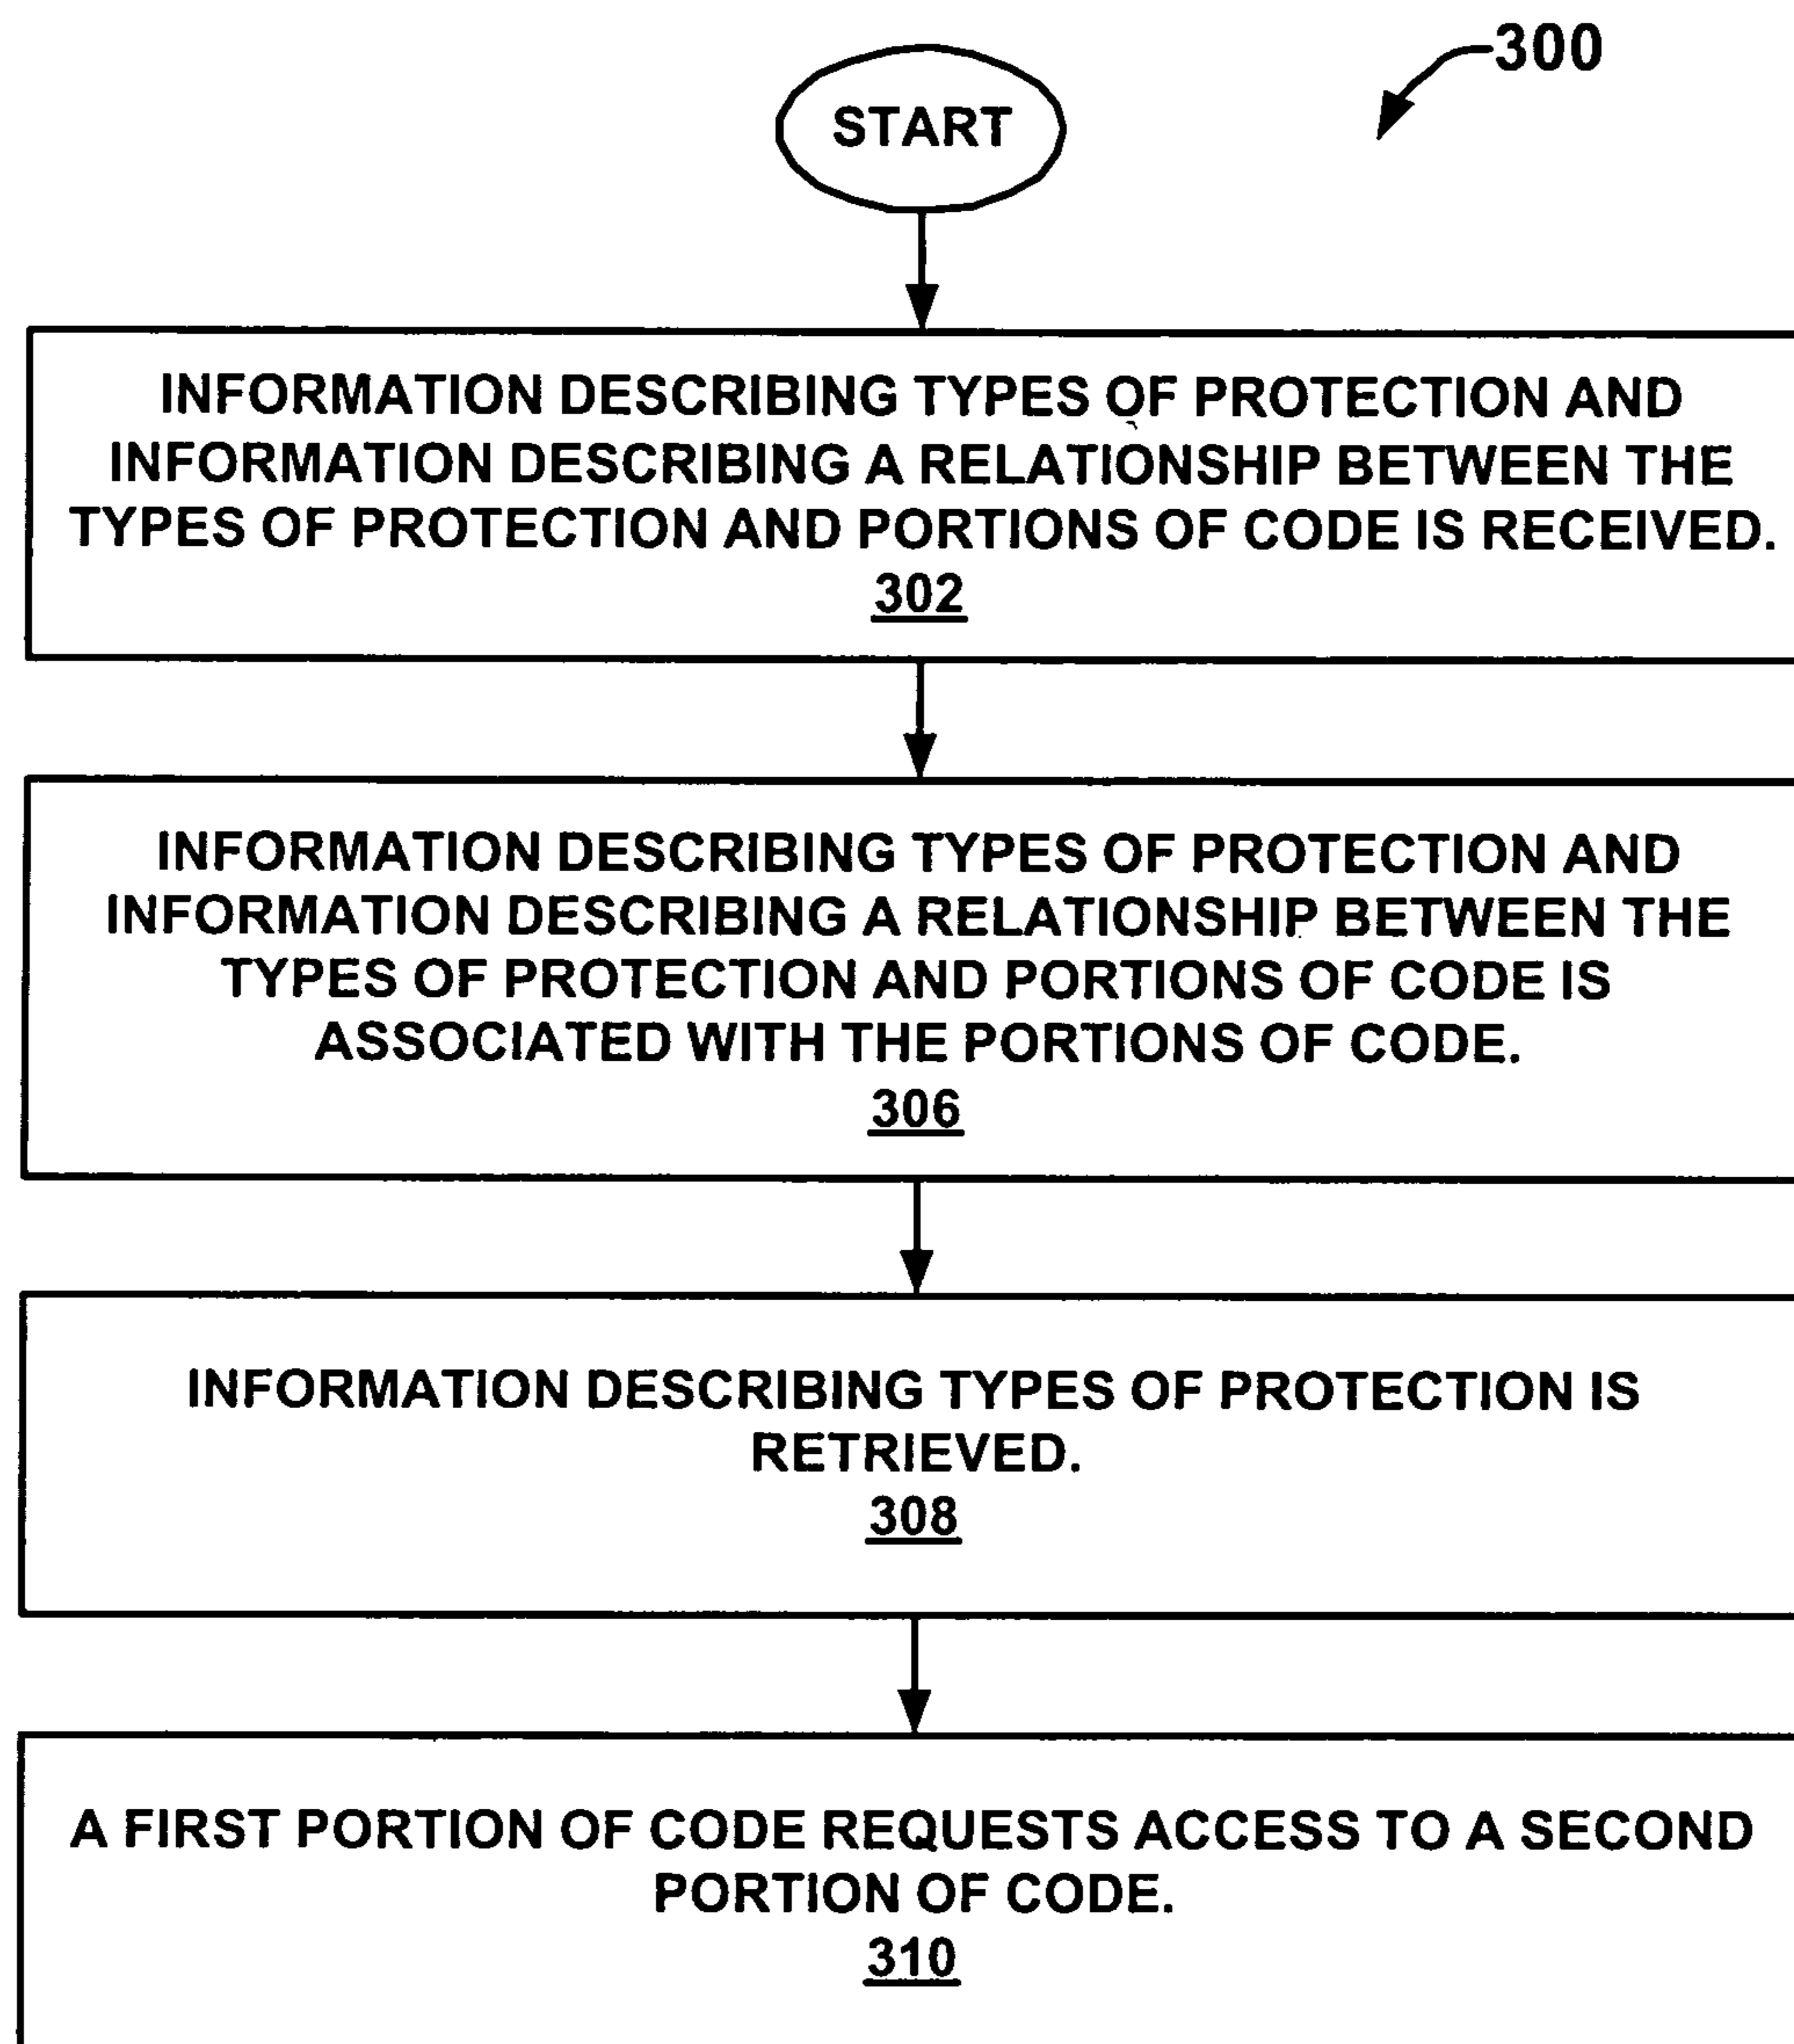 300
START
INFORMATION DESCRIBING TYPES OF PROTECTION AND
INFORMATION DESCRIBING A RELATIONSHIP BETWEEN THE
TYPES OF PROTECTION AND PORTIONS OF CODE IS RECEIVED.
302
INFORMATION DESCRIBING TYPES OF PROTECTION AND
INFORMATION DESCRIBING A RELATIONSHIP BETWEEN THE
TYPES OF PROTECTION AND PORTIONS OF CODE IS
ASSOCIATED WITH THE PORTIONS OF CODE.
306
INFORMATION DESCRIBING TYPES OF PROTECTION IS
RETRIEVED.
308
A FIRST PORTION OF CODE REQUESTS ACCESS TO A SECOND
PORTION OF CODE.
310